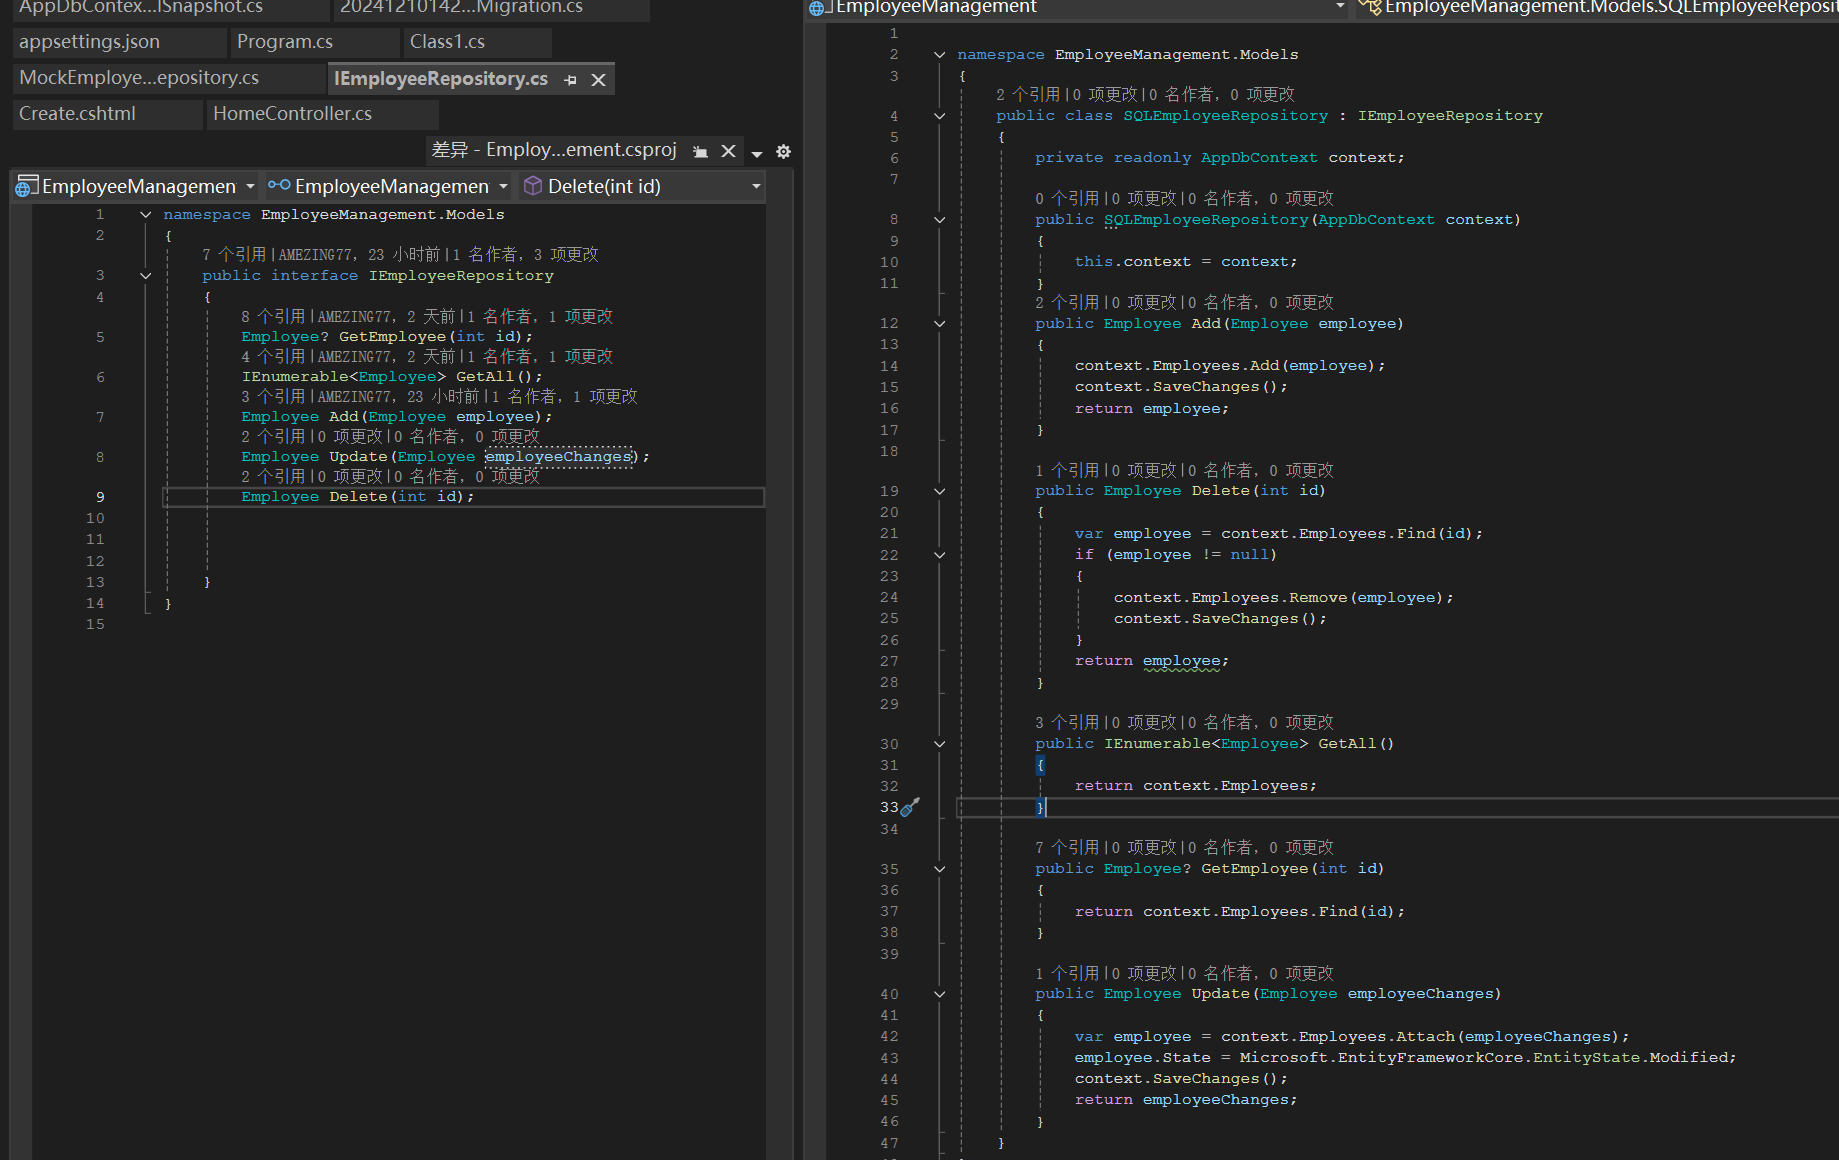 AppDbContex...lSnapshot.cs
20241210142...Migration.cs
appsettings.json
Program.cs
Class1.cs
MockEmploye...epository.cs
IEmployeeRepository.cs
Create.cshtml
HomeController.cs
差异 - Employ...ement.csproj
EmployeeManagemen
EmployeeManagemen
Delete(int id)
1 namespace EmployeeManagement.Models
2 {
7 个引用|AMEZING77，23 小时前|1 名作者，3 项更改
3 public interface IEmployeeRepository
4 {
8 个引用|AMEZING77，2 天前|1 名作者，1 项更改
5 Employee? GetEmployee(int id);
4 个引用|AMEZING77，2 天前|1 名作者，1 项更改
6 IEnumerable<Employee> GetAll();
3 个引用|AMEZING77，23 小时前|1 名作者，1 项更改
7 Employee Add(Employee employee);
2 个引用|0 项更改|0 名作者，0 项更改
8 Employee Update(Employee employeeChanges);
2 个引用|0 项更改|0 名作者，0 项更改
9 Employee Delete(int id);
10
11
12
13 }
14 }
15
EmployeeManagement
EmployeeManagement.Models.SQLEmployeeReposit
1
2 namespace EmployeeManagement.Models
3 {
2 个引用|0 项更改|0 名作者，0 项更改
4 public class SQLEmployeeRepository : IEmployeeRepository
5 {
6 private readonly AppDbContext context;
7
0 个引用|0 项更改|0 名作者，0 项更改
8 public SQLEmployeeRepository(AppDbContext context)
9 {
10 this.context = context;
11 }
2 个引用|0 项更改|0 名作者，0 项更改
12 public Employee Add(Employee employee)
13 {
14 context.Employees.Add(employee);
15 context.SaveChanges();
16 return employee;
17 }
18
1 个引用|0 项更改|0 名作者，0 项更改
19 public Employee Delete(int id)
20 {
21 var employee = context.Employees.Find(id);
22 if (employee != null)
23 {
24 context.Employees.Remove(employee);
25 context.SaveChanges();
26 }
27 return employee;
28 }
29
3 个引用|0 项更改|0 名作者，0 项更改
30 public IEnumerable<Employee> GetAll()
31 {
32 return context.Employees;
33 }
34
7 个引用|0 项更改|0 名作者，0 项更改
35 public Employee? GetEmployee(int id)
36 {
37 return context.Employees.Find(id);
38 }
39
1 个引用|0 项更改|0 名作者，0 项更改
40 public Employee Update(Employee employeeChanges)
41 {
42 var employee = context.Employees.Attach(employeeChanges);
43 employee.State = Microsoft.EntityFrameworkCore.EntityState.Modified;
44 context.SaveChanges();
45 return employeeChanges;
46 }
47 }